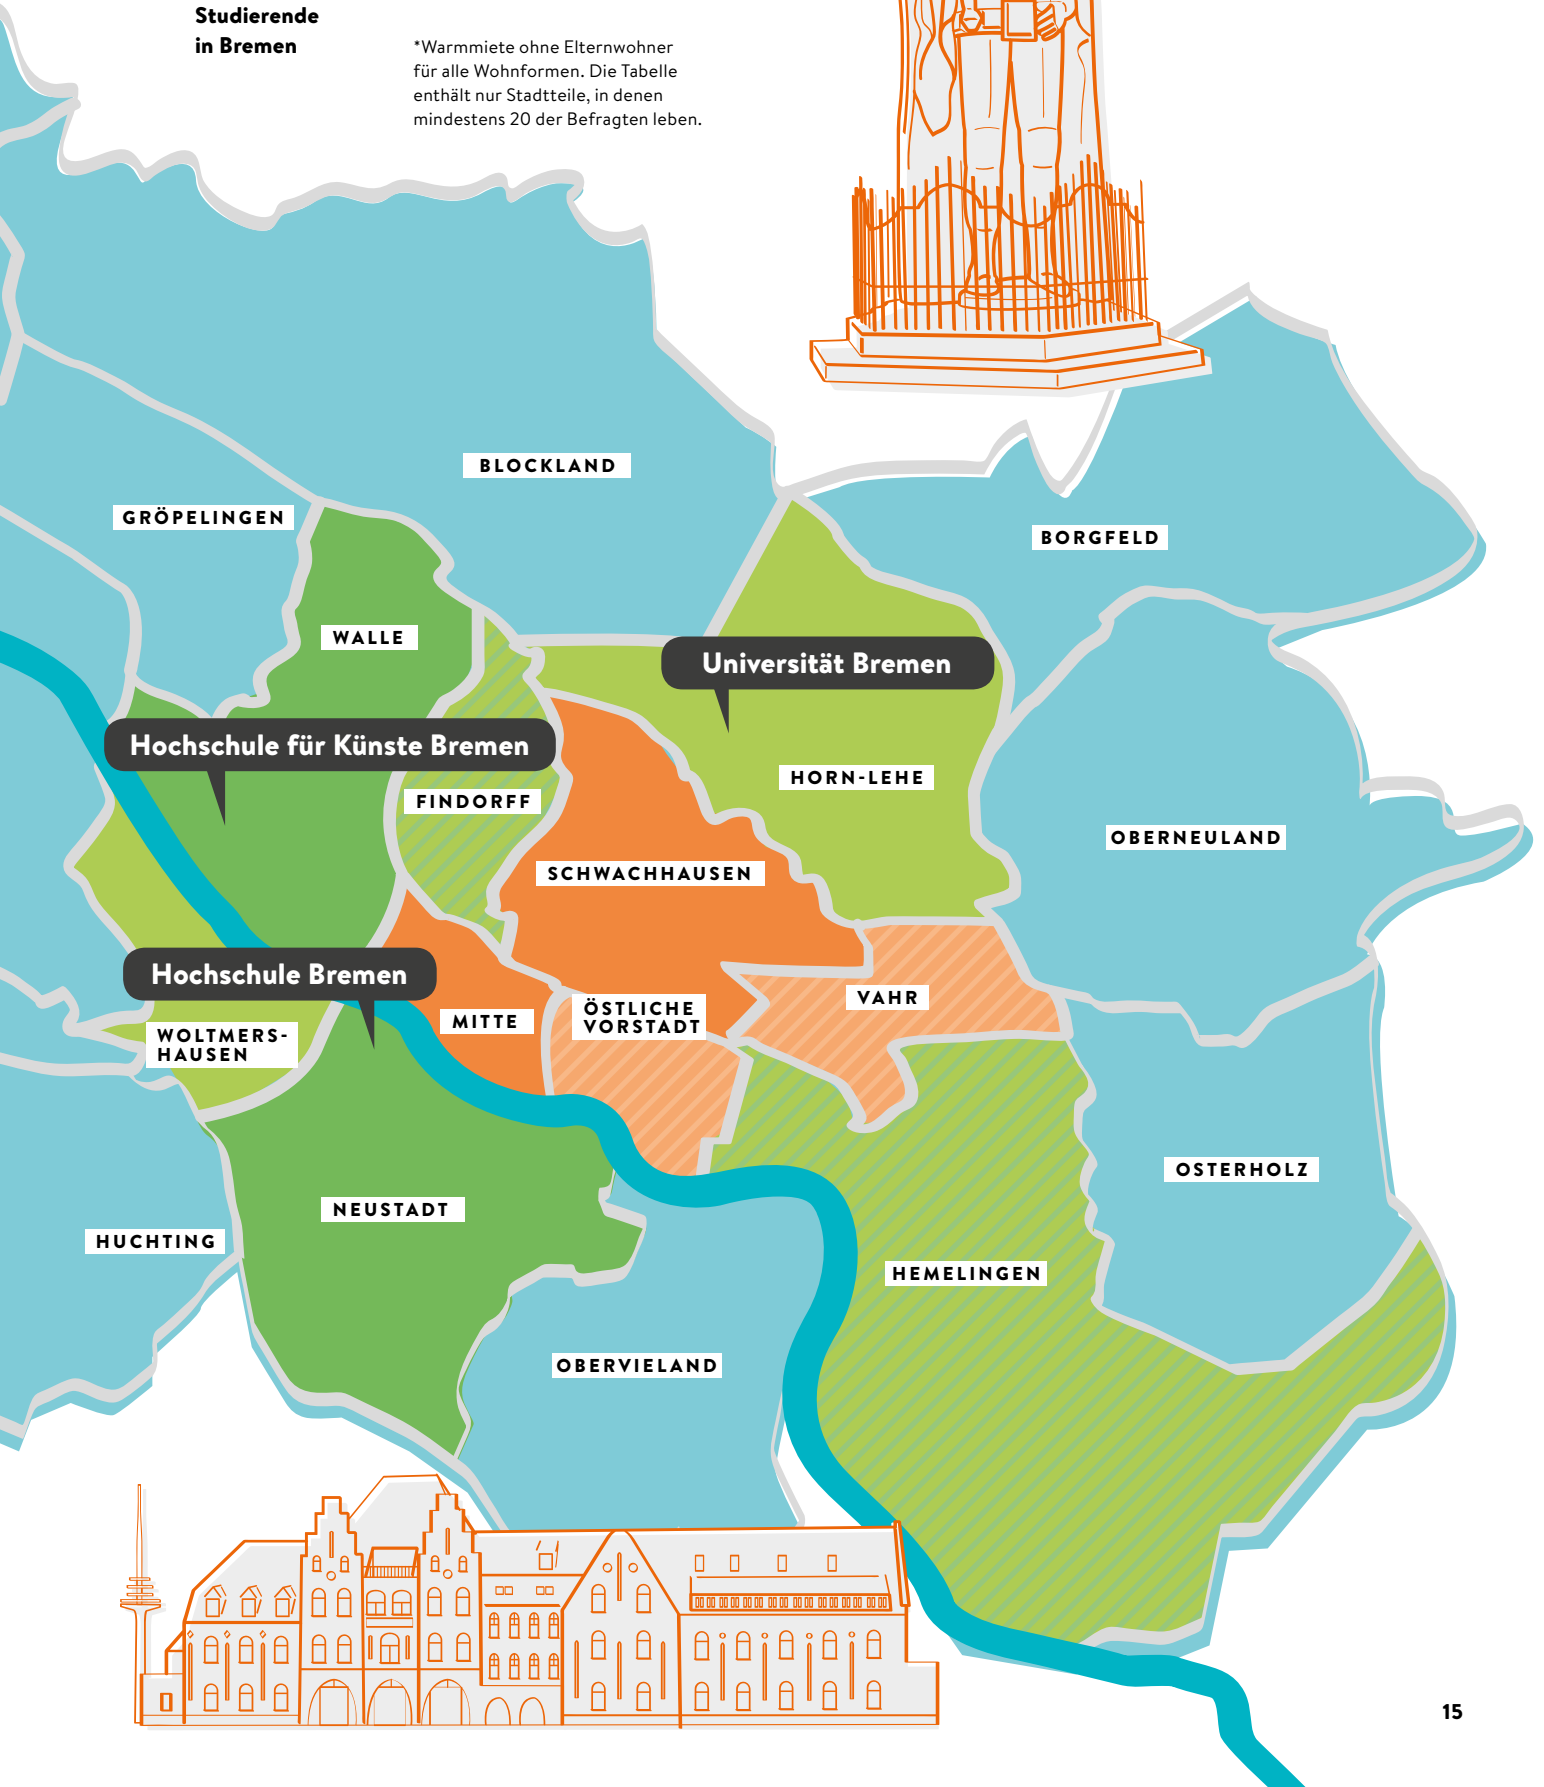 Studierende
in Bremen
*Warmmiete ohne Elternwohner
für alle Wohnformen. Die Tabelle
enthält nur Stadtteile, in denen
mindestens 20 der Befragten leben.
BLOCKLAND
GRÖPELINGEN
BORGFELD
WALLE
Universität Bremen
Hochschule für Künste Bremen
HORN-LEHE
FINDORFF
OBERNEULAND
SCHWACHHAUSEN
Hochschule Bremen
VAHR
ÖSTLICHE
VORSTADT
MITTE
WOLTMERS-
HAUSEN
OSTERHOLZ
NEUSTADT
HUCHTING
HEMELINGEN
OBERVIELAND
15